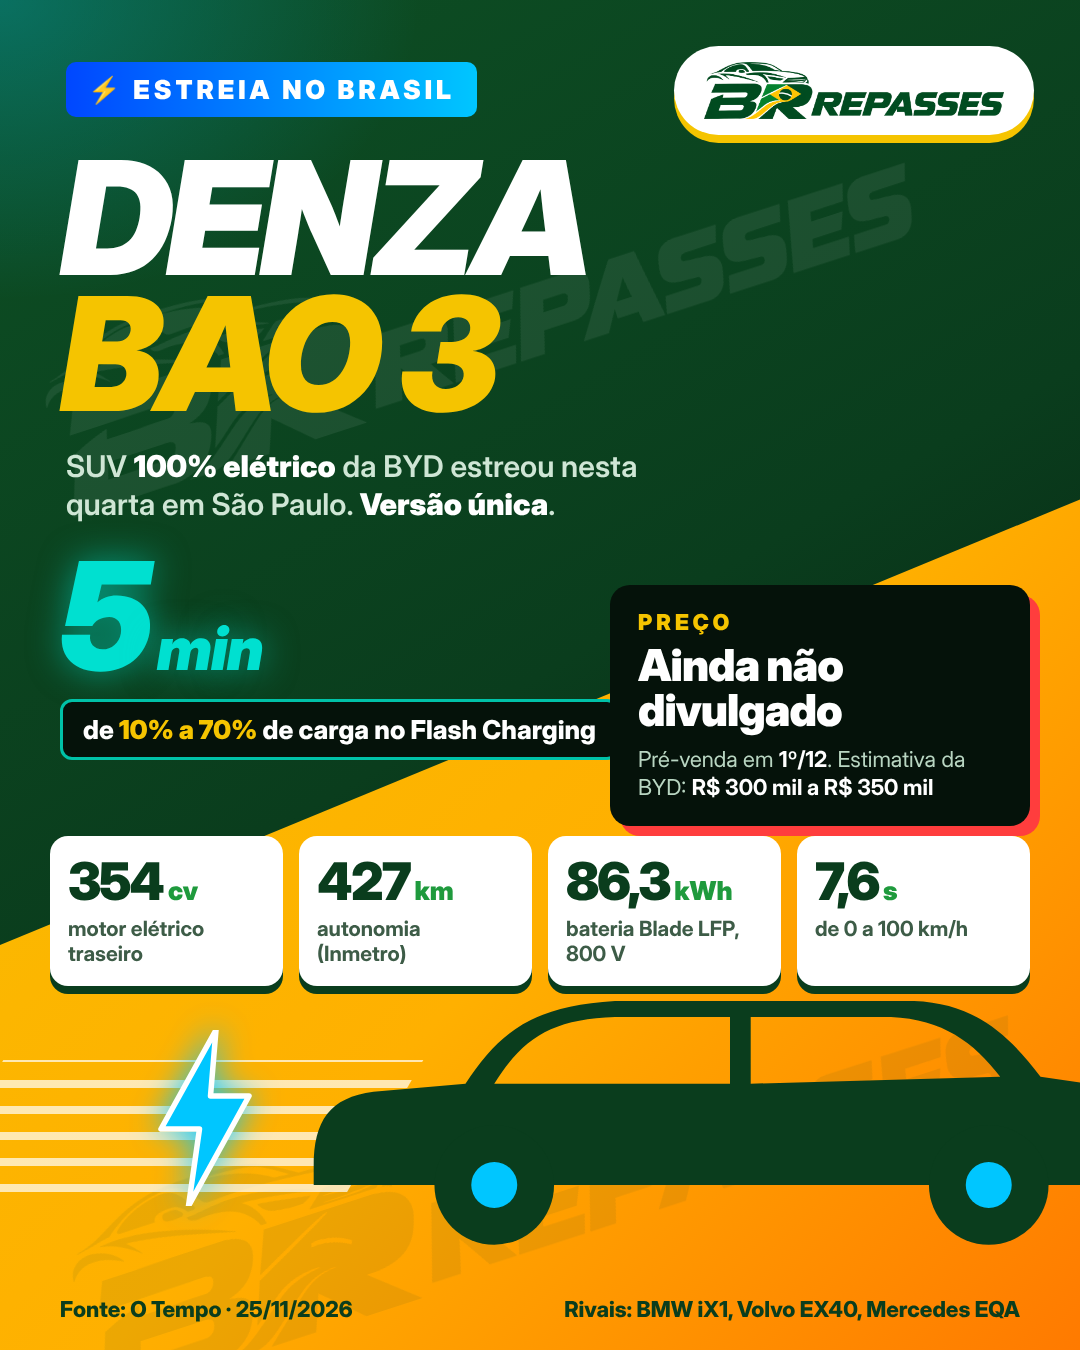 ⚡ ESTREIA NO BRASIL
BR REPASSES
DENZA
BAO 3
SUV 100% elétrico da BYD estreou nesta
quarta em São Paulo. Versão única.
5 min
de 10% a 70% de carga no Flash Charging
PREÇO
Ainda não
divulgado
Pré-venda em 1º/12. Estimativa da
BYD: R$ 300 mil a R$ 350 mil
354 cv
motor elétrico
traseiro
427 km
autonomia
(Inmetro)
86,3 kWh
bateria Blade LFP,
800 V
7,6 s
de 0 a 100 km/h
BR REPASSES
BR REPASSES
Fonte: O Tempo · 25/11/2026
Rivais: BMW iX1, Volvo EX40, Mercedes EQA